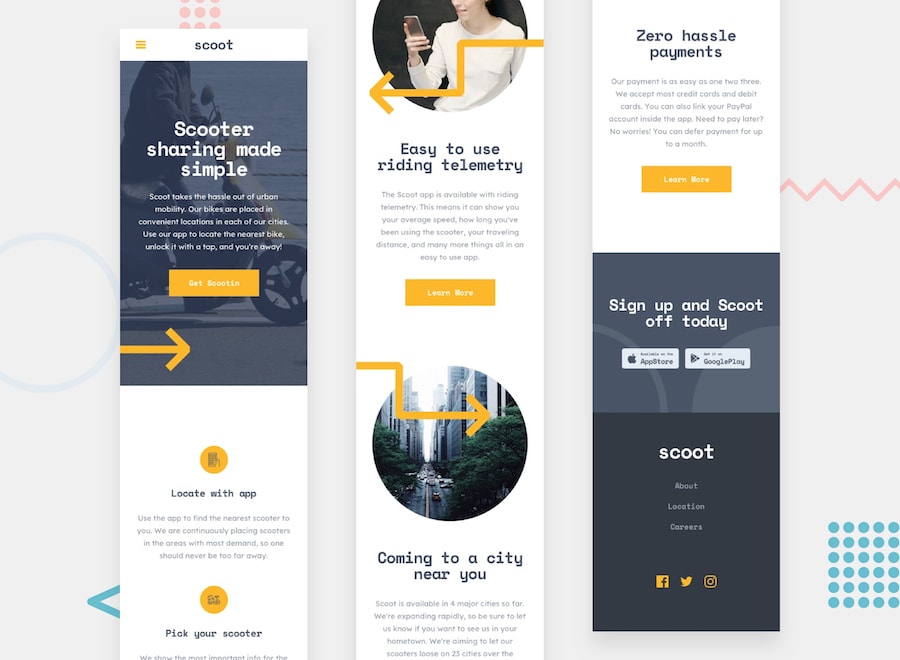 scoot
Scooter
sharing made
simple
Scoot takes the hassle out of urban
mobility. Our bikes are placed in
convenient locations in each of our cities.
Use our app to locate the nearest bike,
unlock it with a tap, and you're away!
Get Scootin
Locate with app
Use the app to find the nearest scooter to
you. We are continuously placing scooters
in the areas with most demand, so one
should never be too far away.
Pick your scooter
We show the most important info for the
Easy to use
riding telemetry
The Scoot app is available with riding
telemetry. This means it can show you
your average speed, how long you've
been using the scooter, your traveling
distance, and many more things all in an
easy to use app.
Learn More
Coming to a city
near you
Scoot is available in 4 major cities so far.
We're expanding rapidly, so be sure to let
us know if you want to see us in your
hometown. We're aiming to let our
scooters loose on 23 cities over the
Zero hassle
payments
Our payment is as easy as one two three.
We accept most credit cards and debit
cards. You can also link your PayPal
account inside the app. Need to pay later?
No worries! You can defer payment for up
to a month.
Learn More
Sign up and Scoot
off today
Available on the
AppStore
Get it on
GooglePlay
scoot
About
Location
Careers